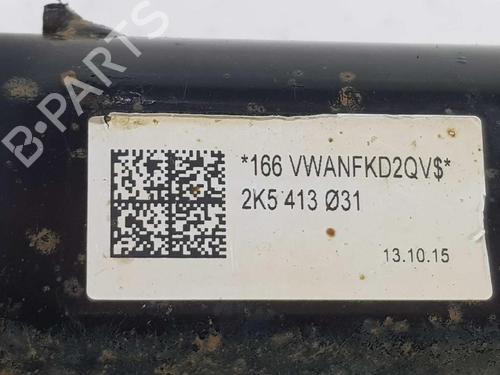 B-PARTS
*166 VWANFKD2QV$*
2K5 413 Ø31
13.10.15